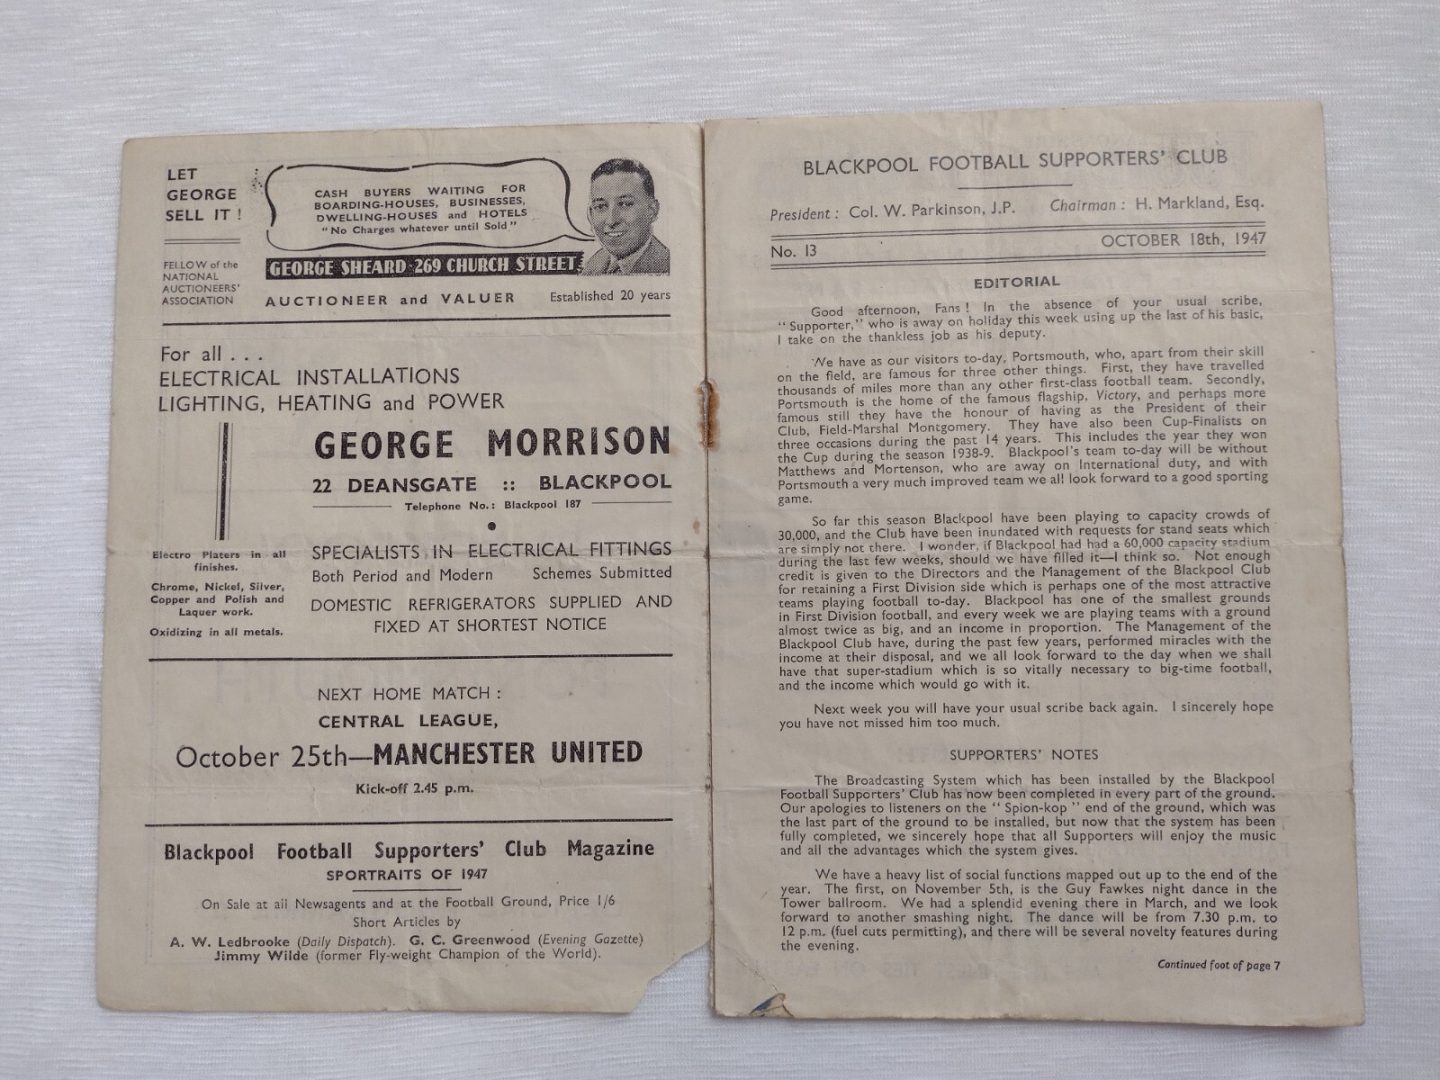 LET
GEORGE
SELL IT !
FELLOW of the
NATIONAL
AUCTIONEERS'
ASSOCIATION
CASH BUYERS WAITING FOR
BOARDING-HOUSES, BUSINESSES,
DWELLING-HOUSES and HOTELS
"No Charges whatever until Sold"
GEORGE SHEARD-269 CHURCH STREET
AUCTIONEER and VALUER Established 20 years
For all . . .
ELECTRICAL INSTALLATIONS
LIGHTING, HEATING and POWER
GEORGE MORRISON
22 DEANSGATE :: BLACKPOOL
Telephone No.: Blackpool 187
Electro Platers in all
finishes.
Chrome, Nickel, Silver,
Copper and Polish and
Laquer work.
Oxidizing in all metals.
SPECIALISTS IN ELECTRICAL FITTINGS
Both Period and Modern Schemes Submitted
DOMESTIC REFRIGERATORS SUPPLIED AND
FIXED AT SHORTEST NOTICE
NEXT HOME MATCH :
CENTRAL LEAGUE,
October 25th—MANCHESTER UNITED
Kick-off 2.45 p.m.
Blackpool Football Supporters' Club Magazine
SPORTRAITS OF 1947
On Sale at all Newsagents and at the Football Ground, Price 1/6
Short Articles by
A. W. Ledbrooke (Daily Dispatch). G. C. Greenwood (Evening Gazette)
Jimmy Wilde (former Fly-weight Champion of the World).
BLACKPOOL FOOTBALL SUPPORTERS' CLUB
President : Col. W. Parkinson, J.P. Chairman : H. Markland, Esq.
No. 13 OCTOBER 18th, 1947
EDITORIAL
Good afternoon, Fans ! In the absence of your usual scribe,
"Supporter," who is away on holiday this week using up the last of his basic,
I take on the thankless job as his deputy.
We have as our visitors to-day, Portsmouth, who, apart from their skill
on the field, are famous for three other things. First, they have travelled
thousands of miles more than any other first-class football team. Secondly,
Portsmouth is the home of the famous flagship, Victory, and perhaps more
famous still they have the honour of having as the President of their
Club, Field-Marshal Montgomery. They have also been Cup-Finalists on
three occasions during the past 14 years. This includes the year they won
the Cup during the season 1938-9. Blackpool's team to-day will be without
Matthews and Mortenson, who are away on International duty, and with
Portsmouth a very much improved team we all look forward to a good sporting
game.
So far this season Blackpool have been playing to capacity crowds of
30,000, and the Club have been inundated with requests for stand seats which
are simply not there. I wonder, if Blackpool had had a 60,000 capacity stadium
during the last few weeks, should we have filled it—I think so. Not enough
credit is given to the Directors and the Management of the Blackpool Club
for retaining a First Division side which is perhaps one of the most attractive
teams playing football to-day. Blackpool has one of the smallest grounds
in First Division football, and every week we are playing teams with a ground
almost twice as big, and an income in proportion. The Management of the
Blackpool Club have, during the past few years, performed miracles with the
income at their disposal, and we all look forward to the day when we shall
have that super-stadium which is so vitally necessary to big-time football,
and the income which would go with it.
Next week you will have your usual scribe back again. I sincerely hope
you have not missed him too much.
SUPPORTERS' NOTES
The Broadcasting System which has been installed by the Blackpool
Football Supporters' Club has now been completed in every part of the ground.
Our apologies to listeners on the "Spion-kop" end of the ground, which was
the last part of the ground to be installed, but now that the system has been
fully completed, we sincerely hope that all Supporters will enjoy the music
and all the advantages which the system gives.
We have a heavy list of social functions mapped out up to the end of the
year. The first, on November 5th, is the Guy Fawkes night dance in the
Tower ballroom. We had a splendid evening there in March, and we look
forward to another smashing night. The dance will be from 7.30 p.m. to
12 p.m. (fuel cuts permitting), and there will be several novelty features during
the evening.
Continued foot of page 7